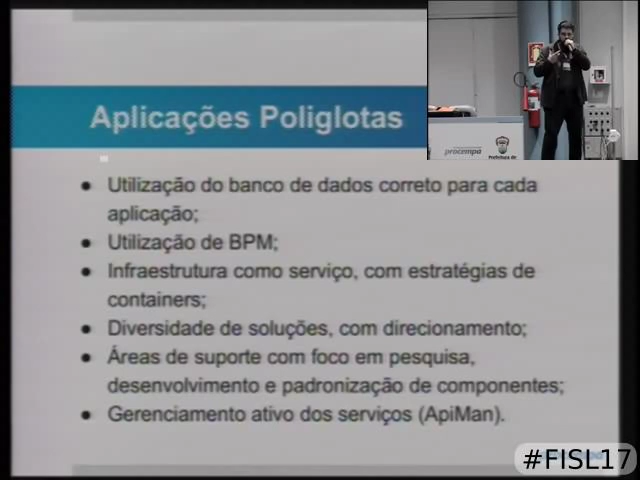 Aplicações Poliglotas
procempa
Prefeitura de
Utilização do banco de dados correto para cada
aplicação;
Utilização de BPM;
Infraestrutura como serviço, com estratégias de
containers;
Diversidade de soluções, com direcionamento;
Áreas de suporte com foco em pesquisa,
desenvolvimento e padronização de componentes;
Gerenciamento ativo dos serviços (ApiMan).
#FISL17